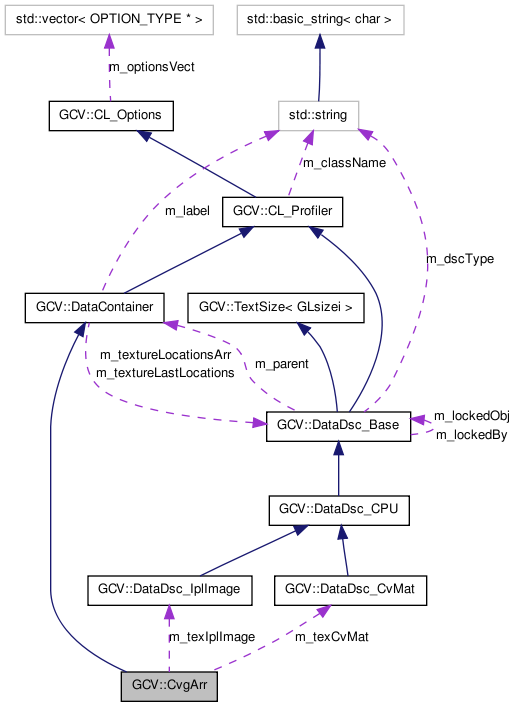 std::vector< OPTION_TYPE * >
std::basic_string< char >
m_optionsVect
GCV::CL_Options
std::string
m_className
GCV::CL_Profiler
m_label
m_dscType
GCV::DataContainer
GCV::TextSize< GLsizei >
m_textureLocationsArr
m_textureLastLocations
m_parent
m_lockedObj
m_lockedBy
GCV::DataDsc_Base
GCV::DataDsc_CPU
GCV::DataDsc_IplImage
GCV::DataDsc_CvMat
m_texIplImage
m_texCvMat
GCV::CvgArr